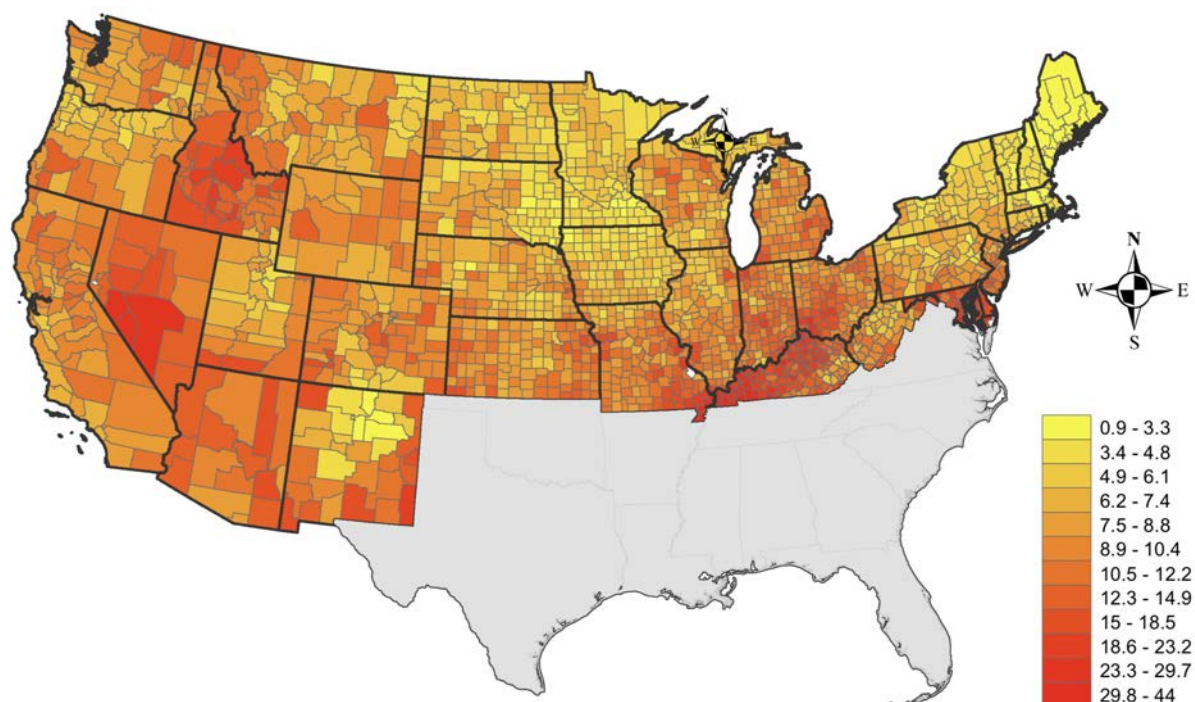 N
W E
N
W E
S
0.9 - 3.3
3.4 - 4.8
4.9 - 6.1
6.2 - 7.4
7.5 - 8.8
8.9 - 10.4
10.5 - 12.2
12.3 - 14.9
15 - 18.5
18.6 - 23.2
23.3 - 29.7
29.8 - 44